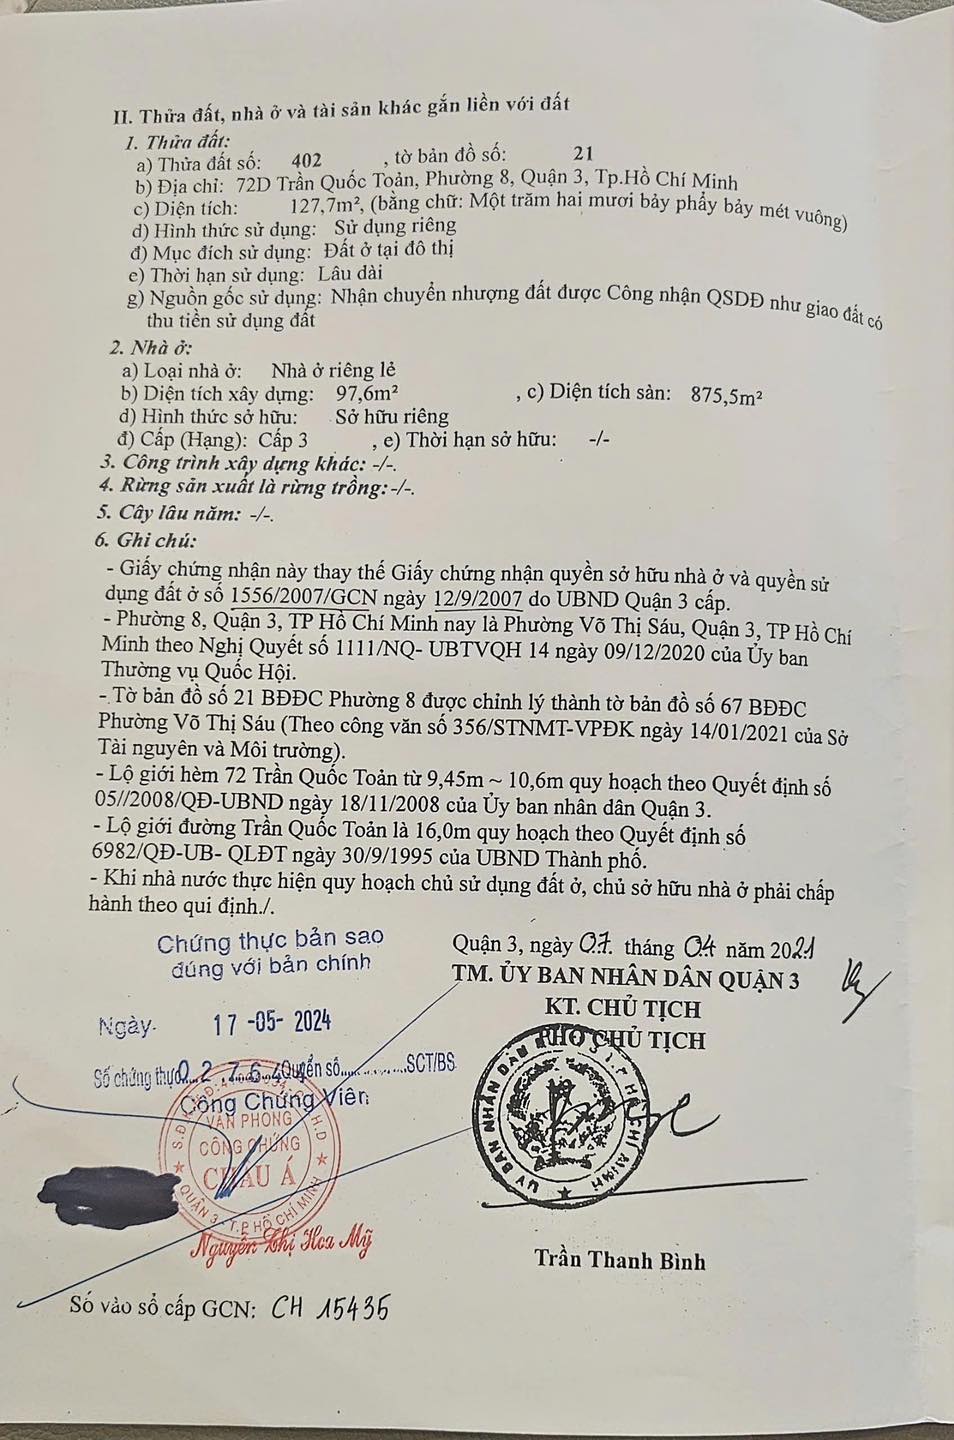 II. Thửa đất, nhà ở và tài sản khác gắn liền với đất
1. Thửa đất:
a) Thửa đất số: 402 , tờ bản đồ số: 21
b) Địa chỉ: 72D Trần Quốc Toản, Phường 8, Quận 3, Tp.Hồ Chí Minh
c) Diện tích: 127,7m², (bằng chữ: Một trăm hai mươi bảy phẩy bảy mét vuông)
d) Hình thức sử dụng: Sử dụng riêng
đ) Mục đích sử dụng: Đất ở tại đô thị
e) Thời hạn sử dụng: Lâu dài
g) Nguồn gốc sử dụng: Nhận chuyển nhượng đất được Công nhận QSDĐ như giao đất có
thu tiền sử dụng đất
2. Nhà ở:
a) Loại nhà ở: Nhà ở riêng lẻ
b) Diện tích xây dựng: 97,6m² , c) Diện tích sàn: 875,5m²
d) Hình thức sở hữu: Sở hữu riêng
đ) Cấp (Hạng): Cấp 3 , e) Thời hạn sở hữu: -/-
3. Công trình xây dựng khác: -/-.
4. Rừng sản xuất là rừng trồng: -/-.
5. Cây lâu năm: -/-.
6. Ghi chú:
- Giấy chứng nhận này thay thế Giấy chứng nhận quyền sở hữu nhà ở và quyền sử
dụng đất ở số 1556/2007/GCN ngày 12/9/2007 do UBND Quận 3 cấp.
- Phường 8, Quận 3, TP Hồ Chí Minh nay là Phường Võ Thị Sáu, Quận 3, TP Hồ Chí
Minh theo Nghị Quyết số 1111/NQ- UBTVQH 14 ngày 09/12/2020 của Ủy ban
Thường vụ Quốc Hội.
- Tờ bản đồ số 21 BĐĐC Phường 8 được chỉnh lý thành tờ bản đồ số 67 BĐĐC
Phường Võ Thị Sáu (Theo công văn số 356/STNMT-VPĐK ngày 14/01/2021 của Sở
Tài nguyên và Môi trường).
- Lộ giới hẻm 72 Trần Quốc Toản từ 9,45m ~ 10,6m quy hoạch theo Quyết định số
05//2008/QĐ-UBND ngày 18/11/2008 của Ủy ban nhân dân Quận 3.
- Lộ giới đường Trần Quốc Toản là 16,0m quy hoạch theo Quyết định số
6982/QĐ-UB- QLĐT ngày 30/9/1995 của UBND Thành phố.
- Khi nhà nước thực hiện quy hoạch chủ sử dụng đất ở, chủ sở hữu nhà ở phải chấp
hành theo qui định./.
Chứng thực bản sao
đúng với bản chính
Ngày 17-05-2024
Số chứng thực 02764 Quyển số............SCT/BS
Công Chứng Viên
VĂN PHÒNG
CÔNG CHỨNG
CHÂU Á
QUẬN 3 - T.P HỒ CHÍ MINH
Nguyễn Thị Hoa Mỹ
Quận 3, ngày 07 tháng 04 năm 2021
TM. ỦY BAN NHÂN DÂN QUẬN 3
KT. CHỦ TỊCH
PHÓ CHỦ TỊCH
Trần Thanh Bình
Số vào sổ cấp GCN: CH 15435